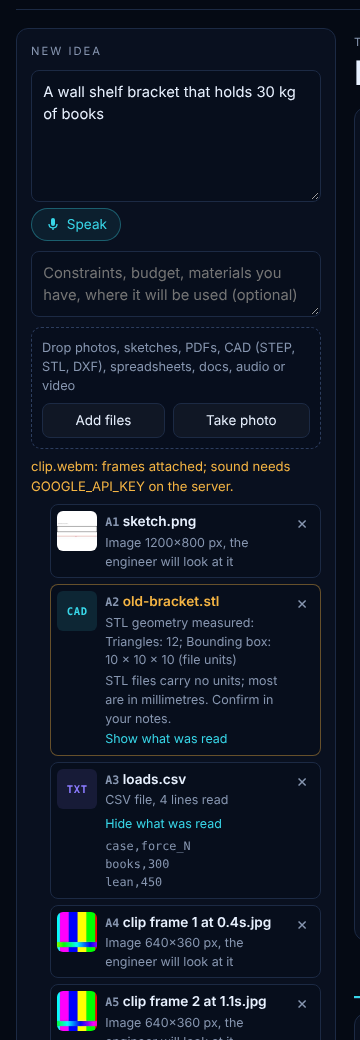 NEW IDEA
A wall shelf bracket that holds 30 kg
of books
Speak
Constraints, budget, materials you
have, where it will be used (optional)
Drop photos, sketches, PDFs, CAD (STEP,
STL, DXF), spreadsheets, docs, audio or
video
Add files
Take photo
clip.webm: frames attached; sound needs
GOOGLE_API_KEY on the server.
A1 sketch.png ×
Image 1200×800 px, the
engineer will look at it
CAD
A2 old-bracket.stl ×
STL geometry measured:
Triangles: 12; Bounding box:
10 × 10 × 10 (file units)
STL files carry no units; most
are in millimetres. Confirm in
your notes.
Show what was read
TXT
A3 loads.csv ×
CSV file, 4 lines read
Hide what was read
case,force_N
books,300
lean,450
A4 clip frame 1 at 0.4s.jpg ×
Image 640×360 px, the
engineer will look at it
A5 clip frame 2 at 1.1s.jpg ×
Image 640×360 px, the